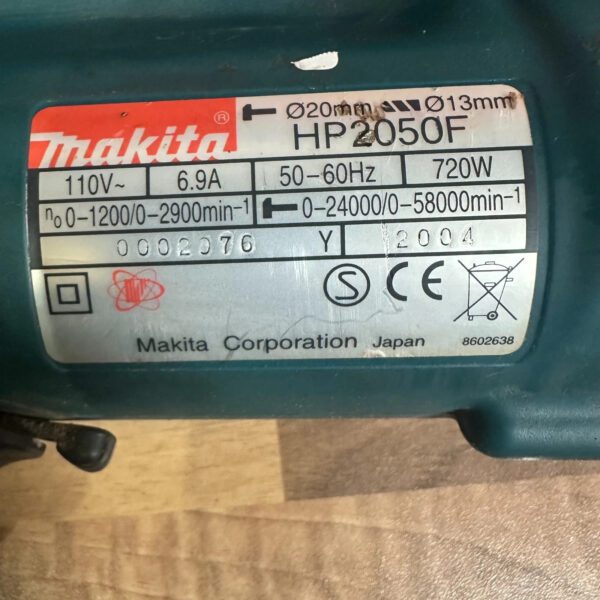 makita®
Ø20mm Ø13mm
HP2050F
110V~ 6.9A 50-60Hz 720W
n₀ 0-1200/0-2900min⁻¹ 0-24000/0-58000min⁻¹
0002076 Y 2004
S CE
Makita Corporation Japan 8602638